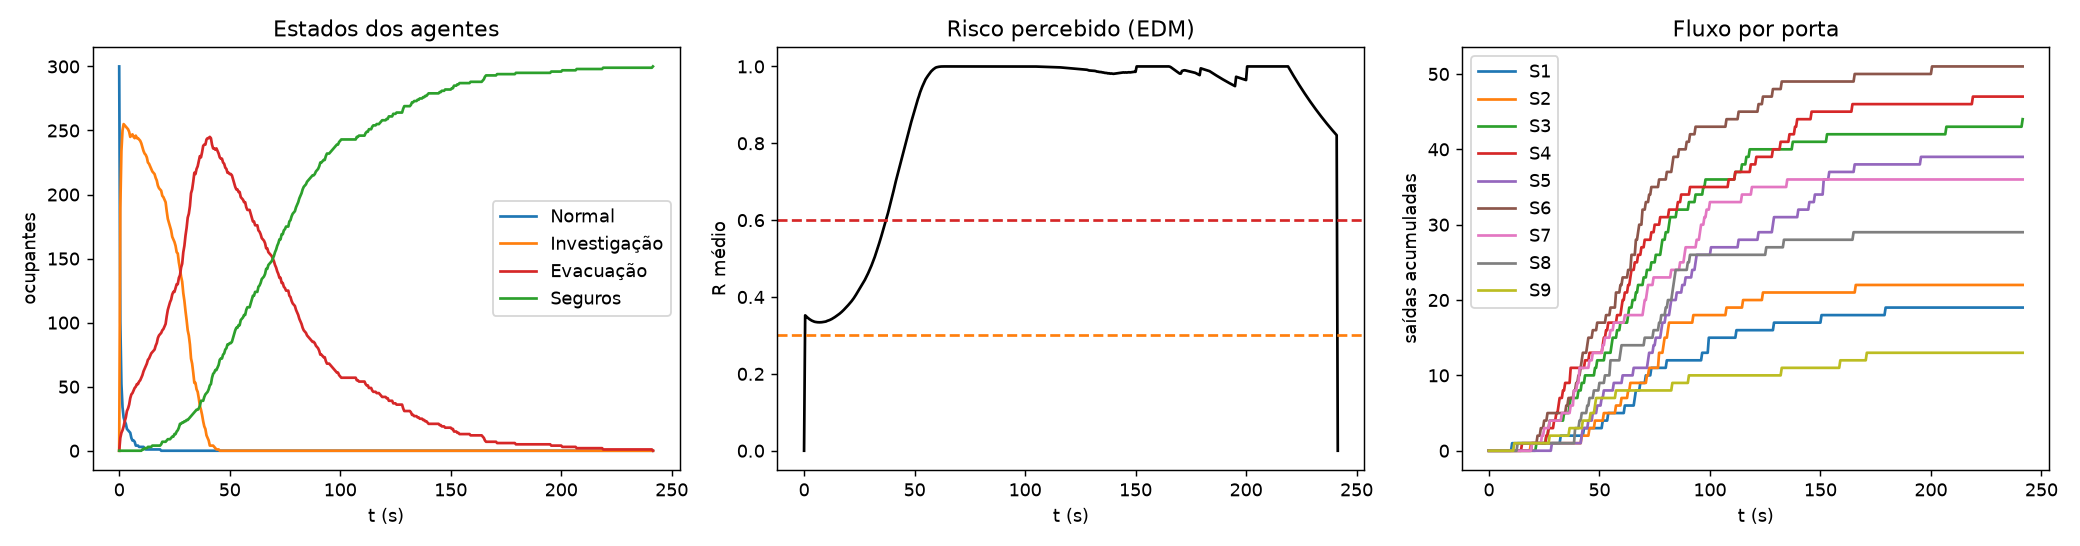 Estados dos agentes
300
250
200
150
100
50
0
ocupantes
Normal
Investigação
Evacuação
Seguros
0 50 100 150 200 250
t (s)
Risco percebido (EDM)
1.0
0.8
0.6
0.4
0.2
0.0
R médio
0 50 100 150 200 250
t (s)
Fluxo por porta
50
40
30
20
10
0
saídas acumuladas
S1
S2
S3
S4
S5
S6
S7
S8
S9
0 50 100 150 200 250
t (s)